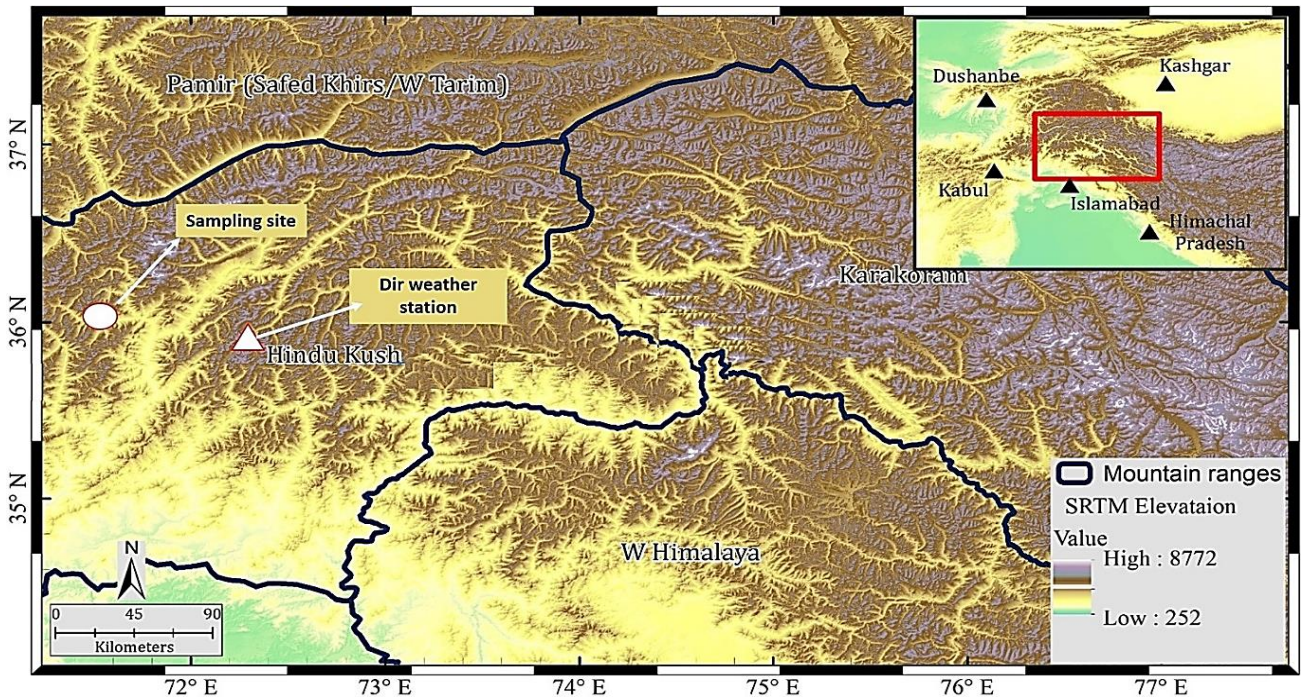 Pamir (Safed Khirs/W Tarim)
Dushanbe
Kashgar
Kabul
Islamabad
Himachal
Pradesh
37° N
Sampling site
Karakoram
Dir weather
station
36° N
Hindu Kush
35° N
W Himalaya
Mountain ranges
SRTM Elevataion
Value
High : 8772
Low : 252
N
0 45 90
Kilometers
72° E 73° E 74° E 75° E 76° E 77° E